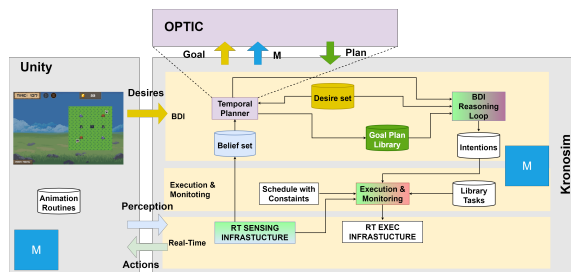 OPTIC
Goal
M
Plan
Unity
Desires
BDI
Temporal
Planner
Desire set
BDI
Reasoning
Loop
Belief set
Goal Plan
Library
Intentions
M
Kronosim
Execution &
Monitoting
Schedule with
Constaints
Execution &
Monitoring
Library
Tasks
Animation
Routines
Perception
Real-Time
RT SENSING
INFRASTUCTURE
RT EXEC
INFRASTUCTURE
M
Actions